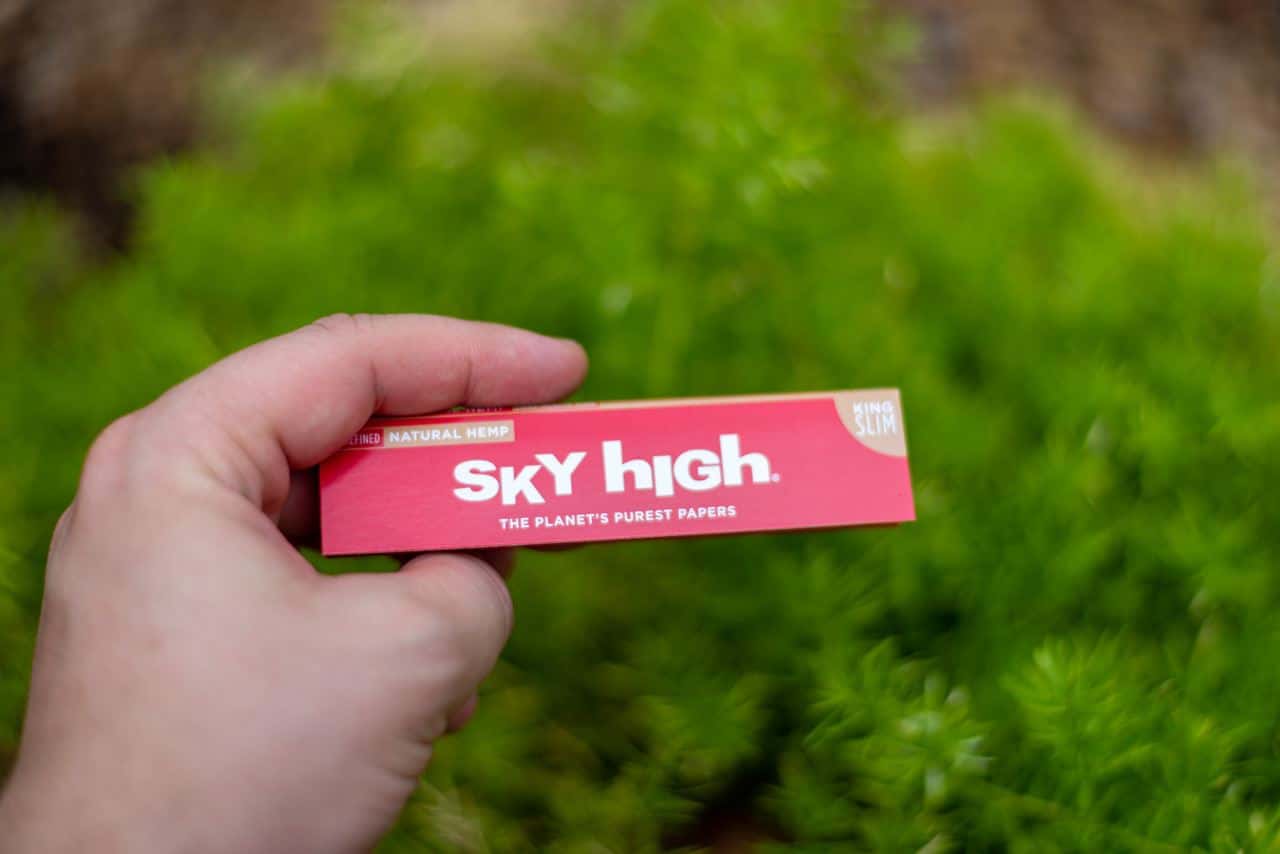 NATURAL HEMP
KING
SLIM
SKY hIGh
THE PLANET'S PUREST PAPERS